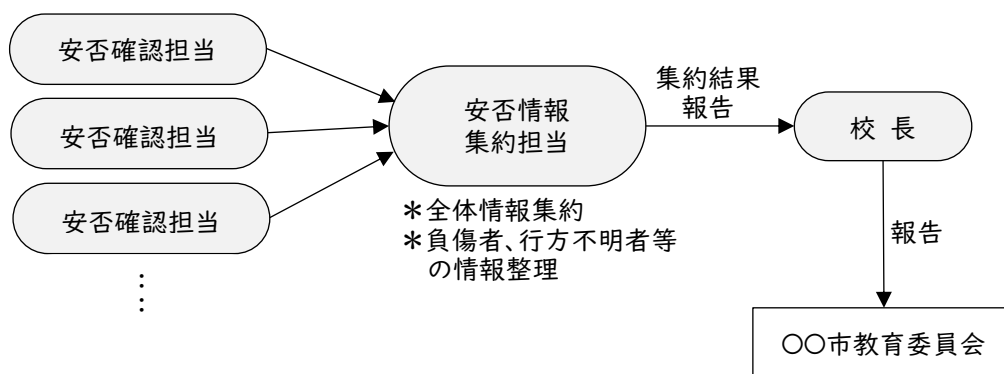 安否確認担当
安否確認担当
安否確認担当
⋮
安否情報
集約担当
＊全体情報集約
＊負傷者、行方不明者等
の情報整理
集約結果
報告
校 長
報告
〇〇市教育委員会